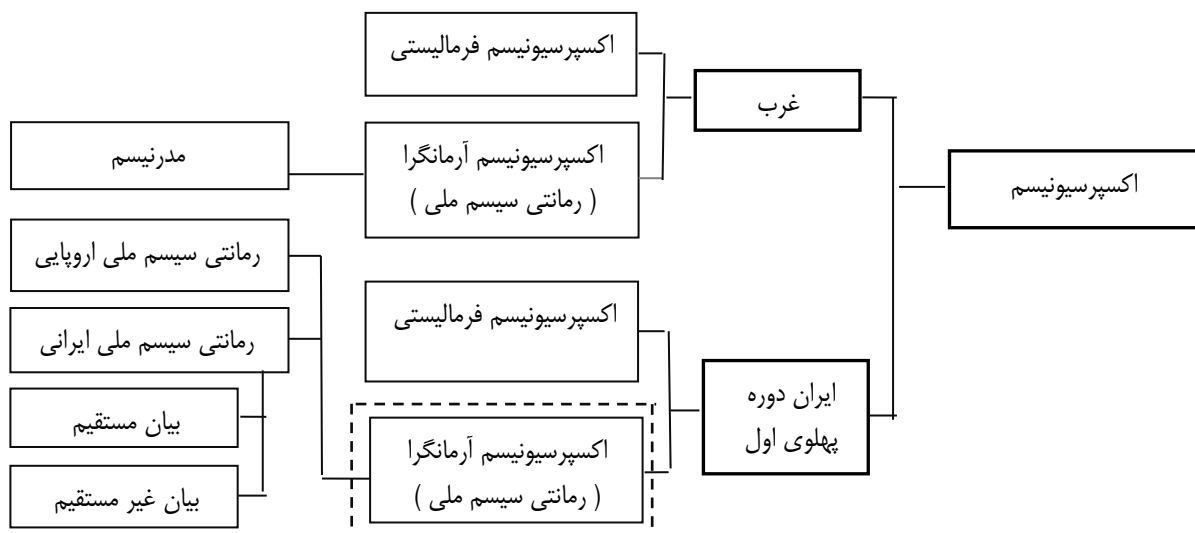 اکسپرسیونیسم
غرب
اکسپرسیونیسم فرمالیستی
اکسپرسیونیسم آرمانگرا
( رمانتی سیسم ملی )
مدرنیسم
ایران دوره
پهلوی اول
اکسپرسیونیسم فرمالیستی
اکسپرسیونیسم آرمانگرا
( رمانتی سیسم ملی )
رمانتی سیسم ملی اروپایی
رمانتی سیسم ملی ایرانی
بیان مستقیم
بیان غیر مستقیم